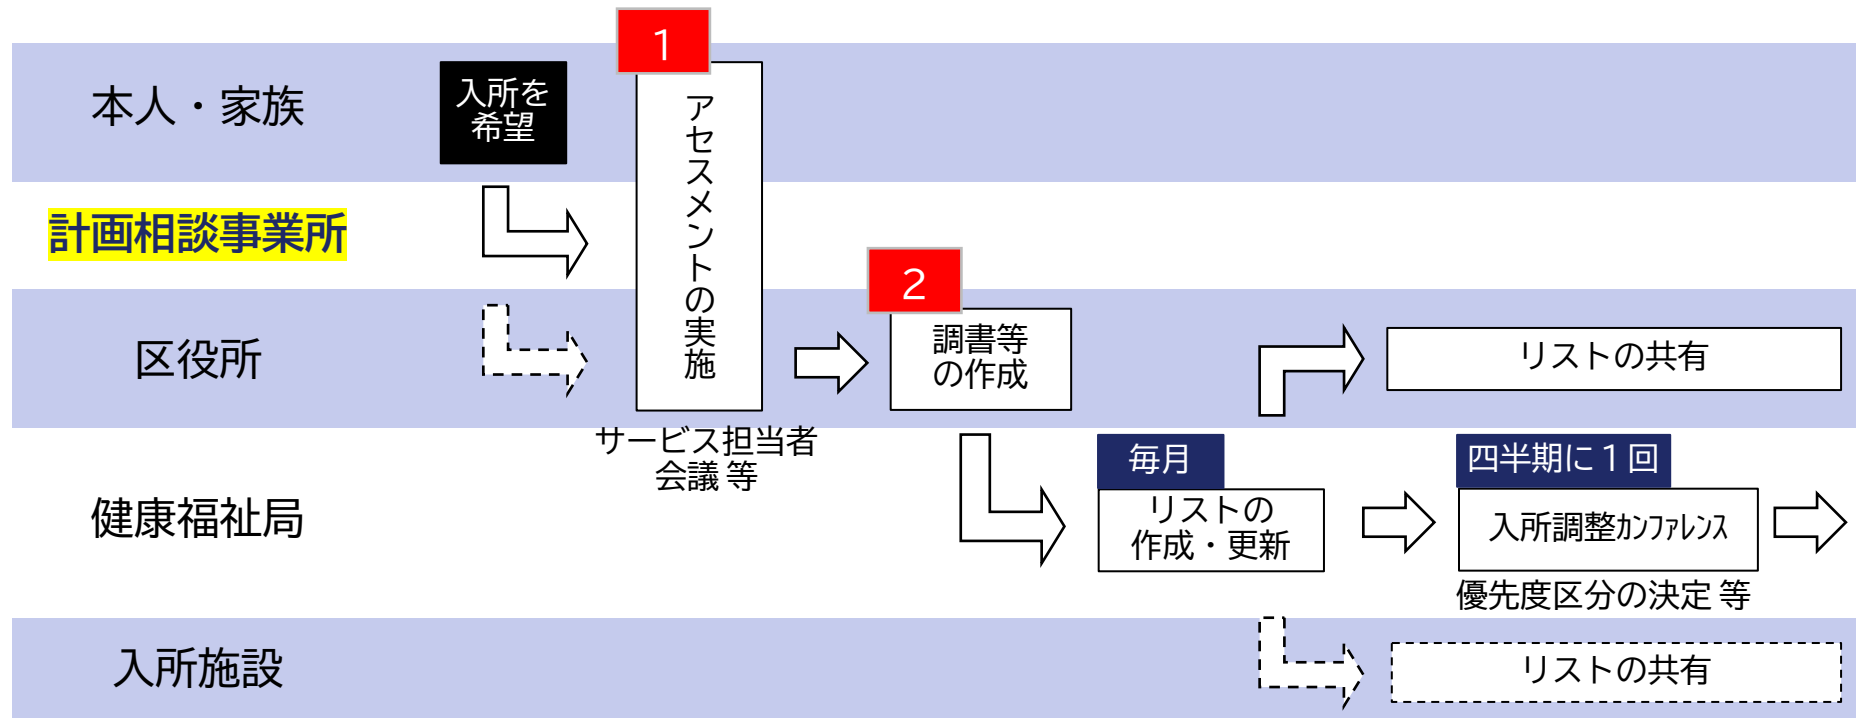 1
本人・家族
入所を
希望
アセスメントの実施
計画相談事業所
2
区役所
調書等
の作成
リストの共有
サービス担当者
会議 等
毎月
四半期に１回
健康福祉局
リストの
作成・更新
入所調整ｶﾝﾌｧﾚﾝｽ
優先度区分の決定 等
入所施設
リストの共有